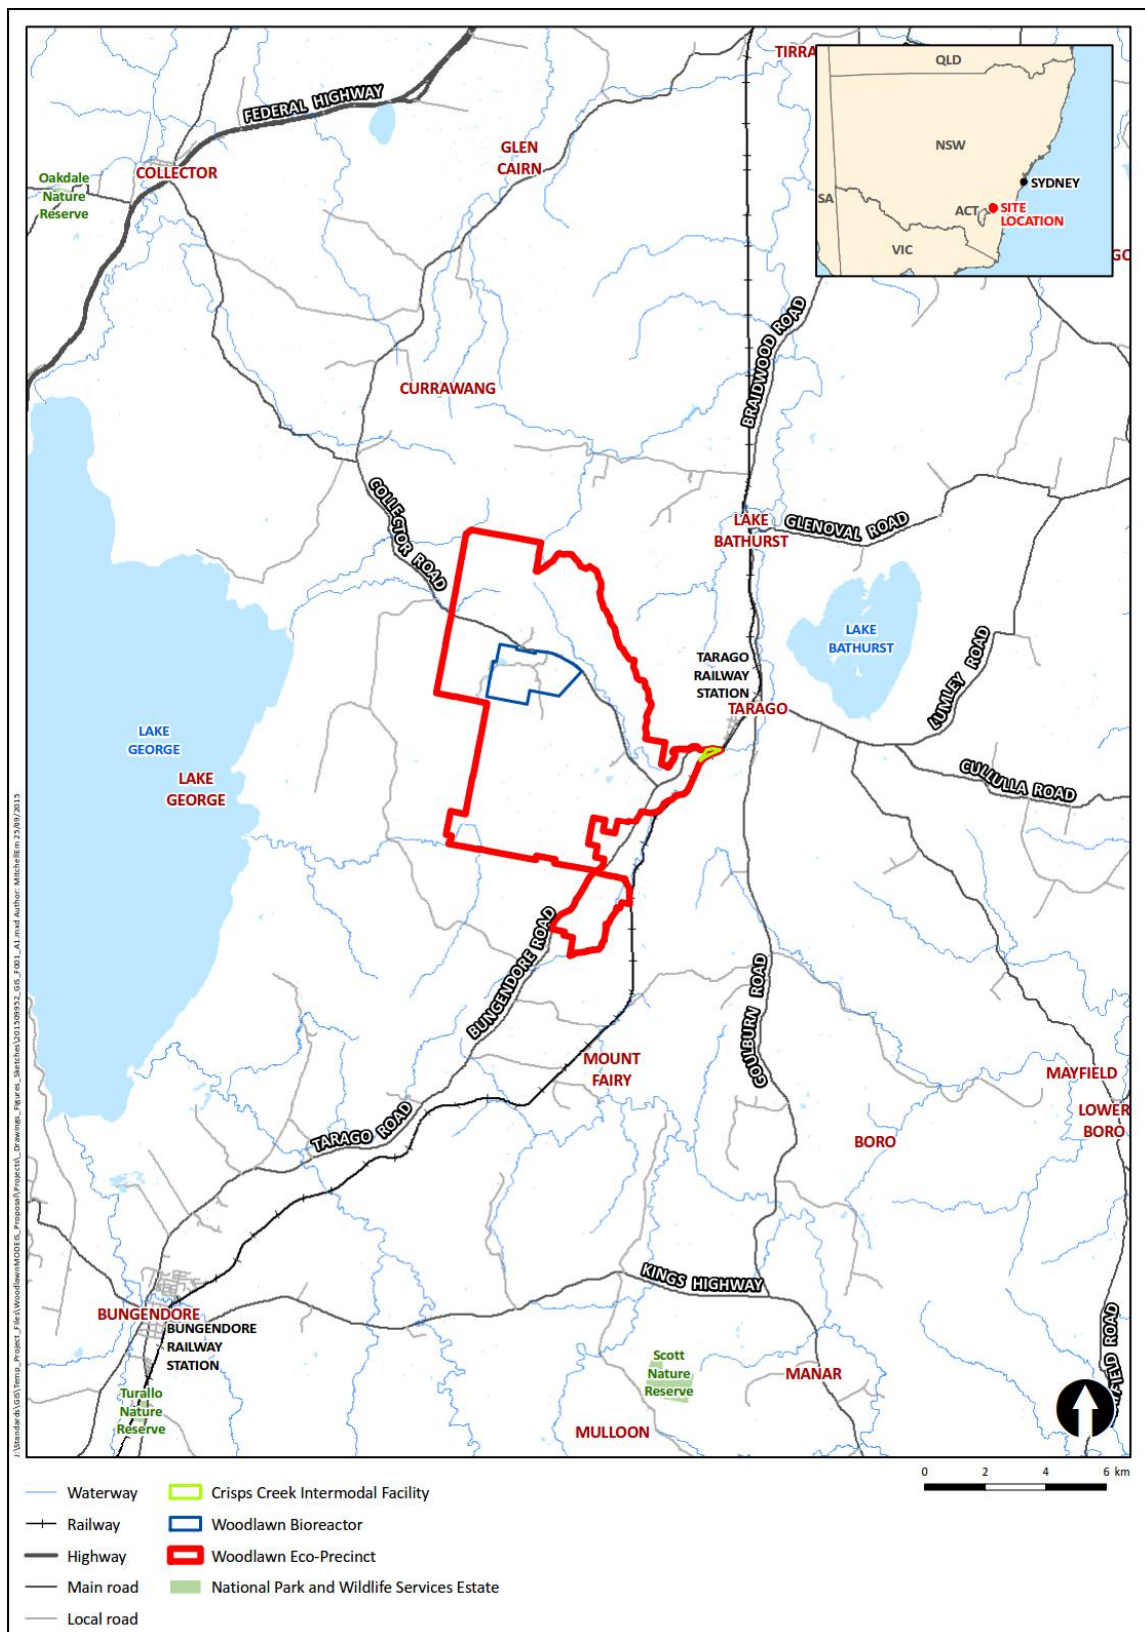 TIRRA
QLD
NSW
SYDNEY
SA
ACT
SITE
LOCATION
VIC
GO
FEDERAL HIGHWAY
COLLECTOR
Oakdale
Nature
Reserve
GLEN
CAIRN
CURRAWANG
BRAIDWOOD ROAD
COLLECTOR ROAD
LAKE
BATHURST
GLENOVAL ROAD
LAKE
BATHURST
TARAGO
RAILWAY
STATION
TARAGO
LUMLEY ROAD
CULLULLA ROAD
LAKE
GEORGE
LAKE
GEORGE
BUNGENDORE ROAD
GOULBURN ROAD
MOUNT
FAIRY
MAYFIELD
LOWER
BORO
BORO
TARAGO ROAD
KINGS HIGHWAY
BUNGENDORE
BUNGENDORE
RAILWAY
STATION
Turallo
Nature
Reserve
Scott
Nature
Reserve
MANAR
MULLOON
FIELD ROAD
0 2 4 6 km
Waterway
Railway
Highway
Main road
Local road
Crisps Creek Intermodal Facility
Woodlawn Bioreactor
Woodlawn Eco-Precinct
National Park and Wildlife Services Estate